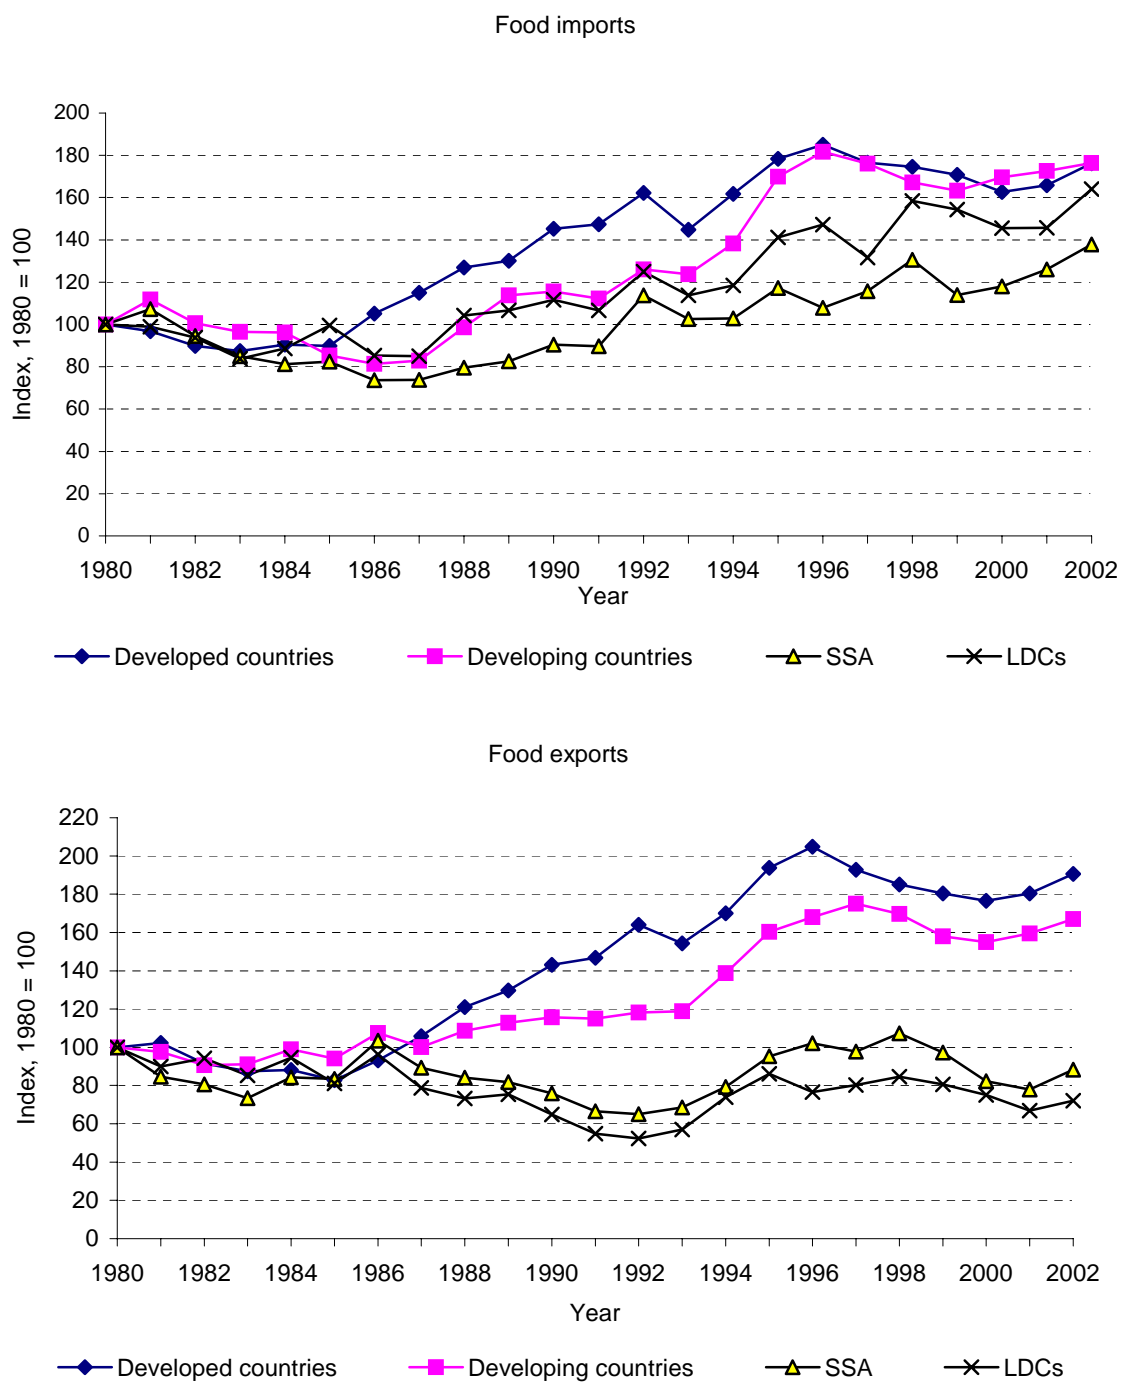 Food imports
200
180
160
140
120
100
80
60
40
20
0
Index, 1980 = 100
1980 1982 1984 1986 1988 1990 1992 1994 1996 1998 2000 2002
Year
Developed countries Developing countries SSA LDCs
Food exports
220
200
180
160
140
120
100
80
60
40
20
0
Index, 1980 = 100
1980 1982 1984 1986 1988 1990 1992 1994 1996 1998 2000 2002
Year
Developed countries Developing countries SSA LDCs